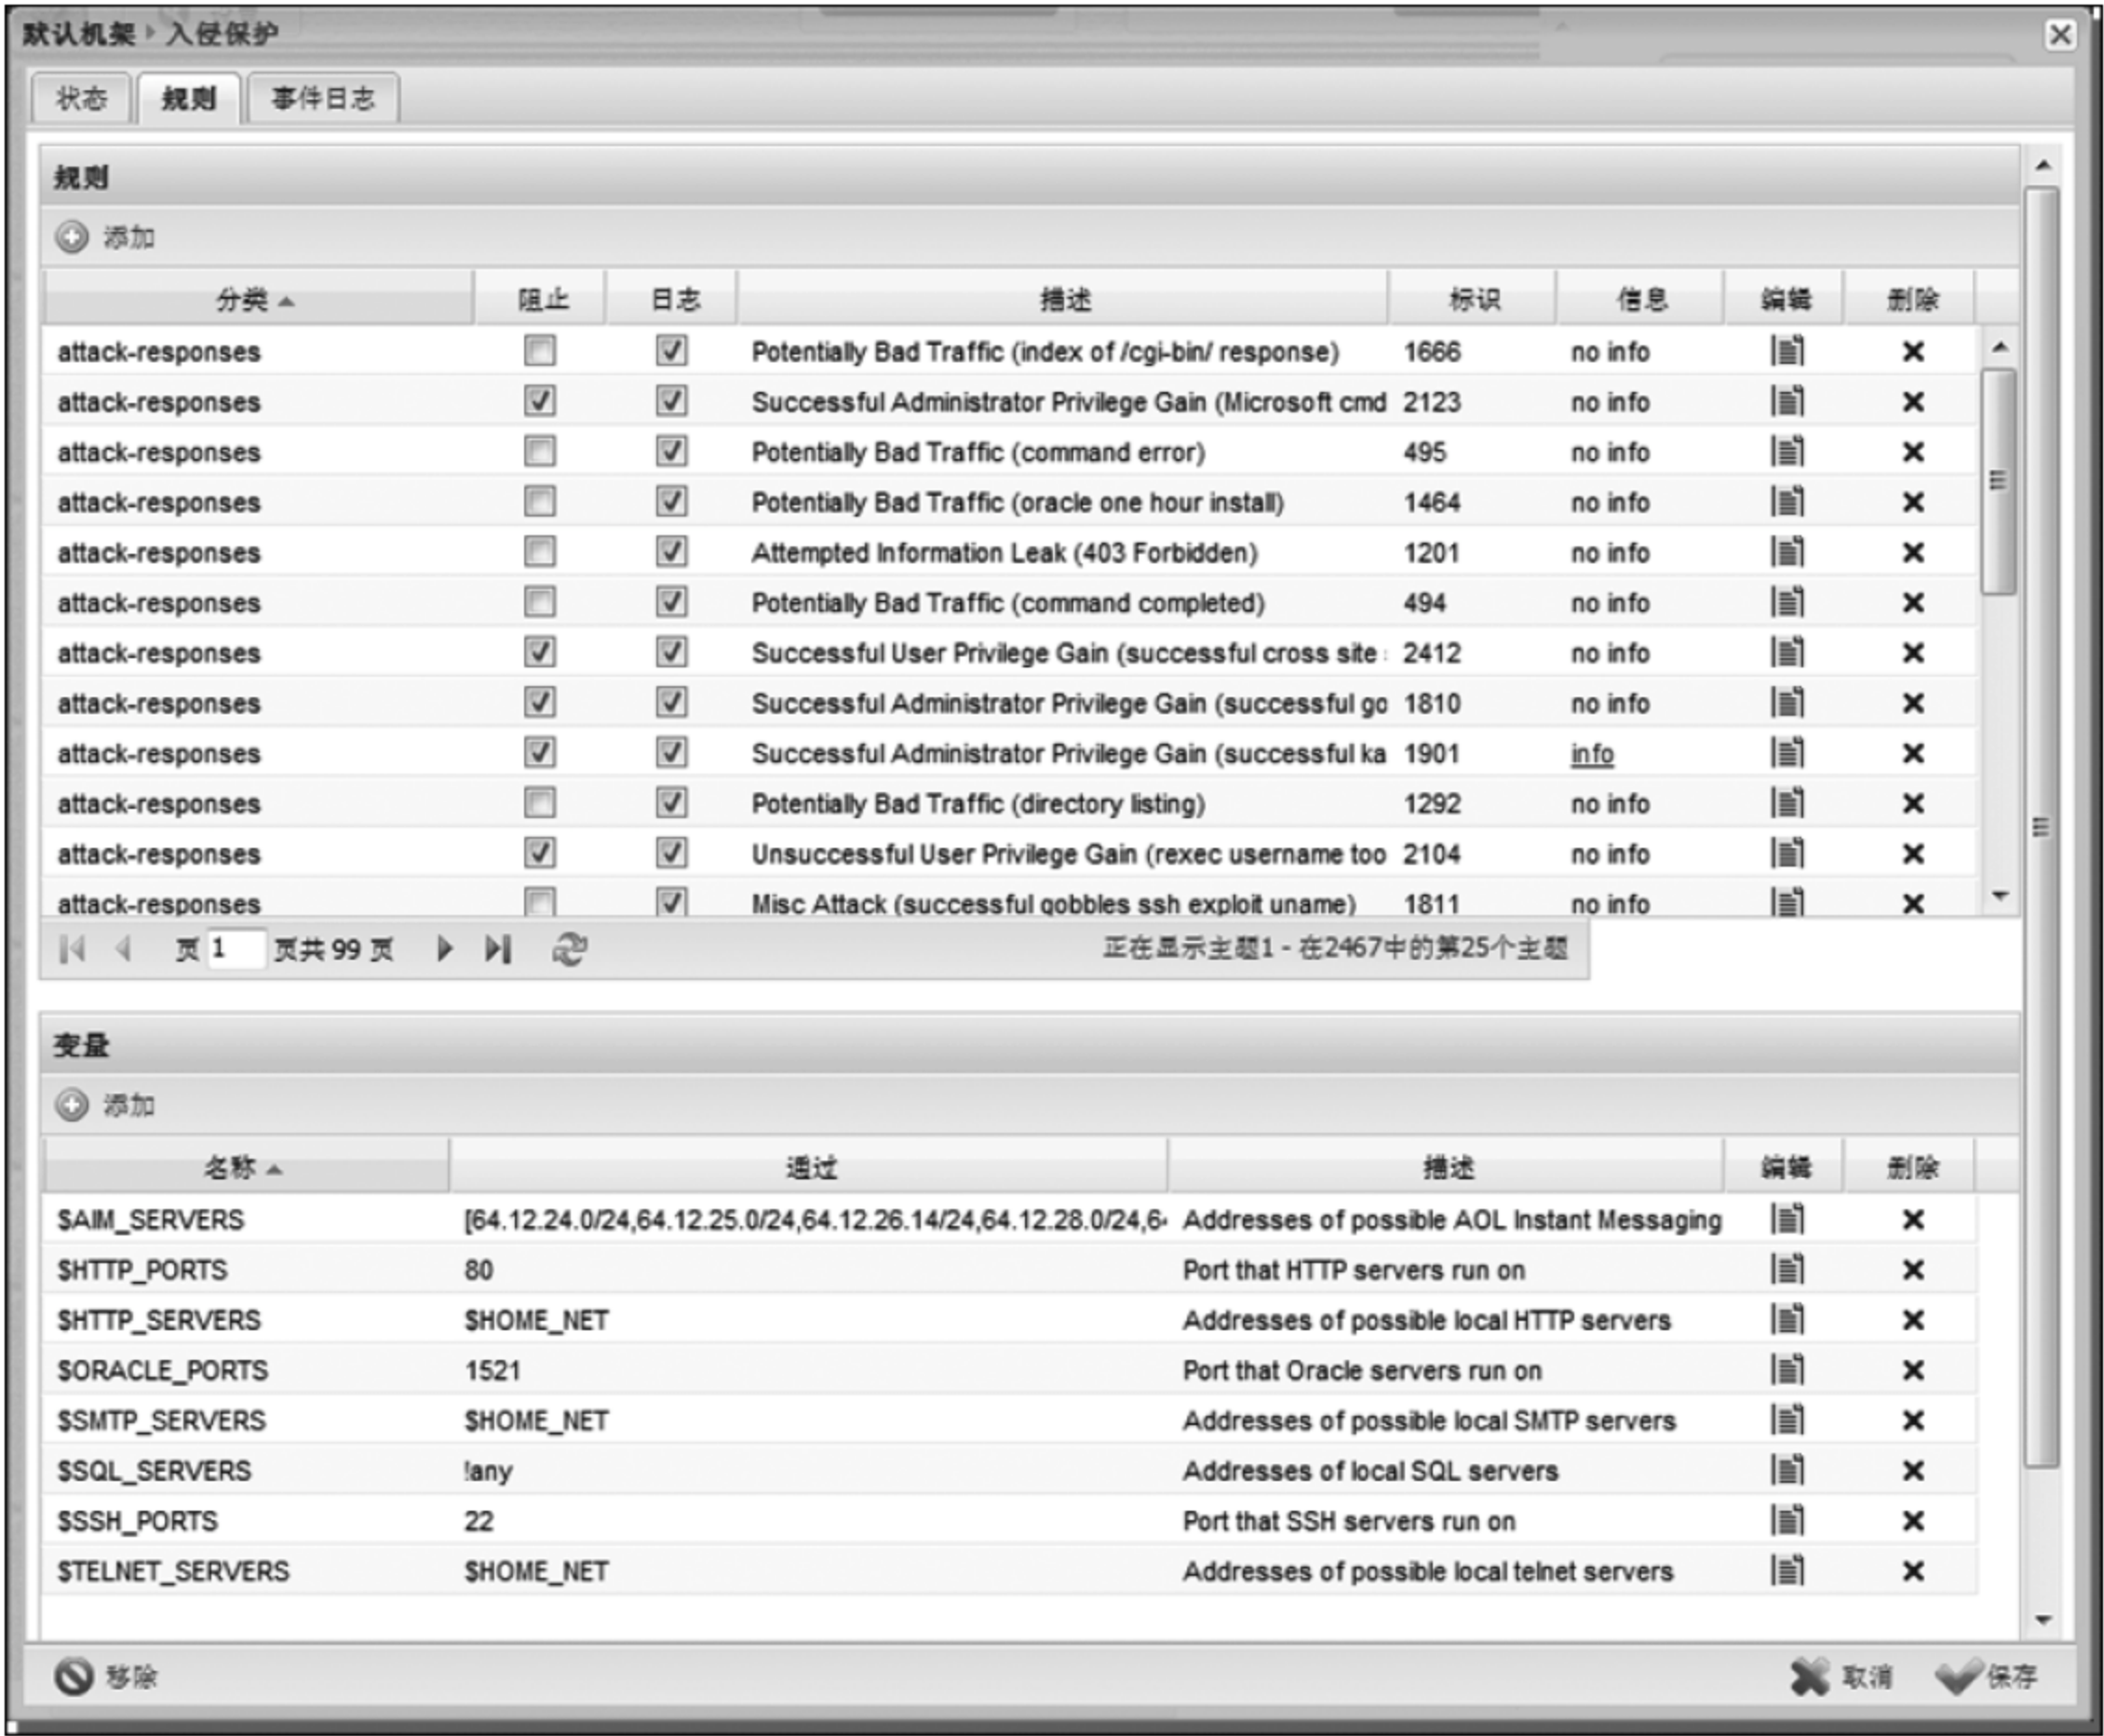 默认机架 入侵保护
状态 规则 事件日志
规则
添加
分类 阻止 日志 描述 标识 信息 编辑 删除
attack-responses Potentially Bad Traffic (index of /cgi-bin/ response) 1666 no info
attack-responses Successful Administrator Privilege Gain (Microsoft cmd 2123 no info
attack-responses Potentially Bad Traffic (command error) 495 no info
attack-responses Potentially Bad Traffic (oracle one hour install) 1464 no info
attack-responses Attempted Information Leak (403 Forbidden) 1201 no info
attack-responses Potentially Bad Traffic (command completed) 494 no info
attack-responses Successful User Privilege Gain (successful cross site 2412 no info
attack-responses Successful Administrator Privilege Gain (successful go 1810 no info
attack-responses Successful Administrator Privilege Gain (successful ka 1901 info
attack-responses Potentially Bad Traffic (directory listing) 1292 no info
attack-responses Unsuccessful User Privilege Gain (rexec username too 2104 no info
attack-responses Misc Attack (successful gobbles ssh exploit uname) 1811 no info
页 1 页共 99 页 正在显示主题1 - 在2467中的第25个主题
变量
添加
名称 通过 描述 编辑 删除
$AIM_SERVERS [64.12.24.0/24,64.12.25.0/24,64.12.26.14/24,64.12.28.0/24,6 Addresses of possible AOL Instant Messaging
$HTTP_PORTS 80 Port that HTTP servers run on
$HTTP_SERVERS $HOME_NET Addresses of possible local HTTP servers
$ORACLE_PORTS 1521 Port that Oracle servers run on
$SMTP_SERVERS $HOME_NET Addresses of possible local SMTP servers
$SQL_SERVERS !any Addresses of local SQL servers
$SSH_PORTS 22 Port that SSH servers run on
$TELNET_SERVERS $HOME_NET Addresses of possible local telnet servers
移除 取消 保存